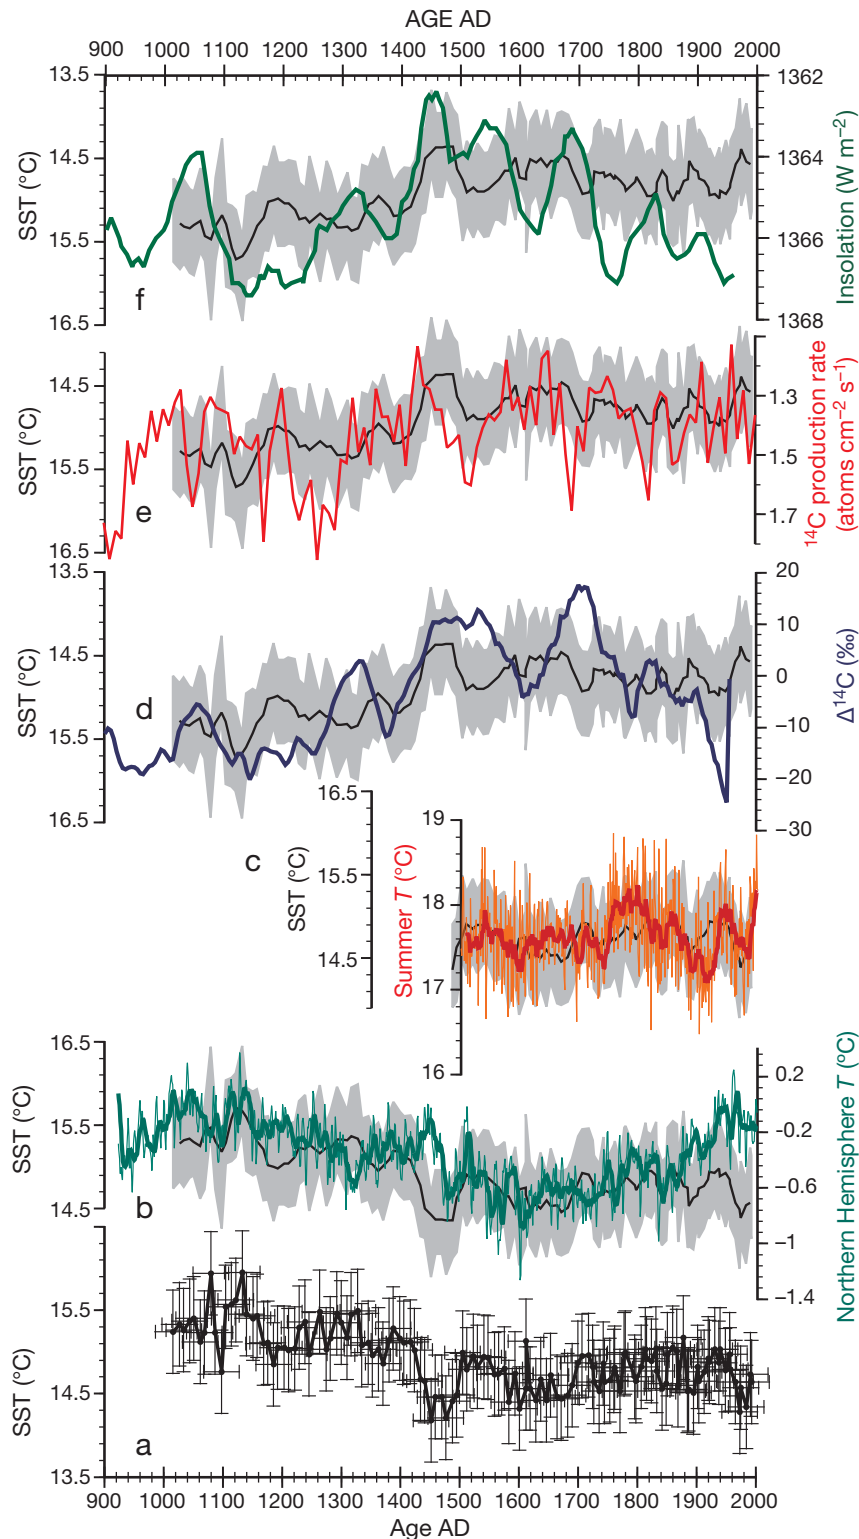 AGE AD
900 1000 1100 1200 1300 1400 1500 1600 1700 1800 1900 2000
13.5
14.5
15.5
16.5
SST (°C)
f
1362
1364
1366
1368
Insolation (W m–2)
14.5
15.5
16.5
SST (°C)
e
1.3
1.5
1.7
14C production rate
(atoms cm–2 s–1)
13.5
14.5
15.5
16.5
SST (°C)
d
20
10
0
–10
–20
–30
Δ14C (‰)
c
16.5
15.5
14.5
SST (°C)
Summer T (°C)
19
18
17
16
16.5
15.5
14.5
SST (°C)
b
0.2
–0.2
–0.6
–1
–1.4
Northern Hemisphere T (°C)
15.5
14.5
13.5
SST (°C)
a
900 1000 1100 1200 1300 1400 1500 1600 1700 1800 1900 2000
Age AD